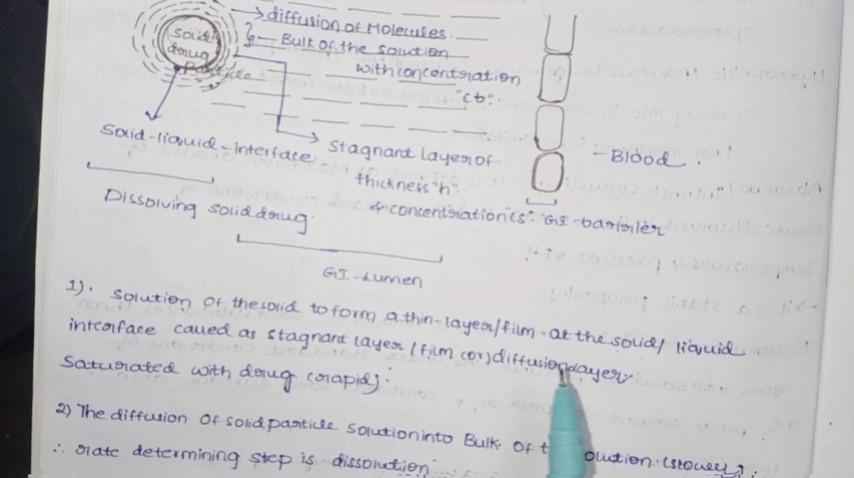 diffusion of Molecules.
Solid
drug
Particle
Bulk of the solution
with concentration
"cb".
Solid-liquid-interface
Stagnant layer of
thickness "h".
& concentration cs".
- Blood.
GI-barrier
Dissolving solid drug.
GI-Lumen
1). Solution of the solid to form a thin-layer/film at the solid/ liquid
interface called as stagnant layer / film (or) diffusion layer
Saturated with drug (rapid).
2) The diffusion of solid particle solution into Bulk of solution. (slower).
∴ rate determining step is dissolution